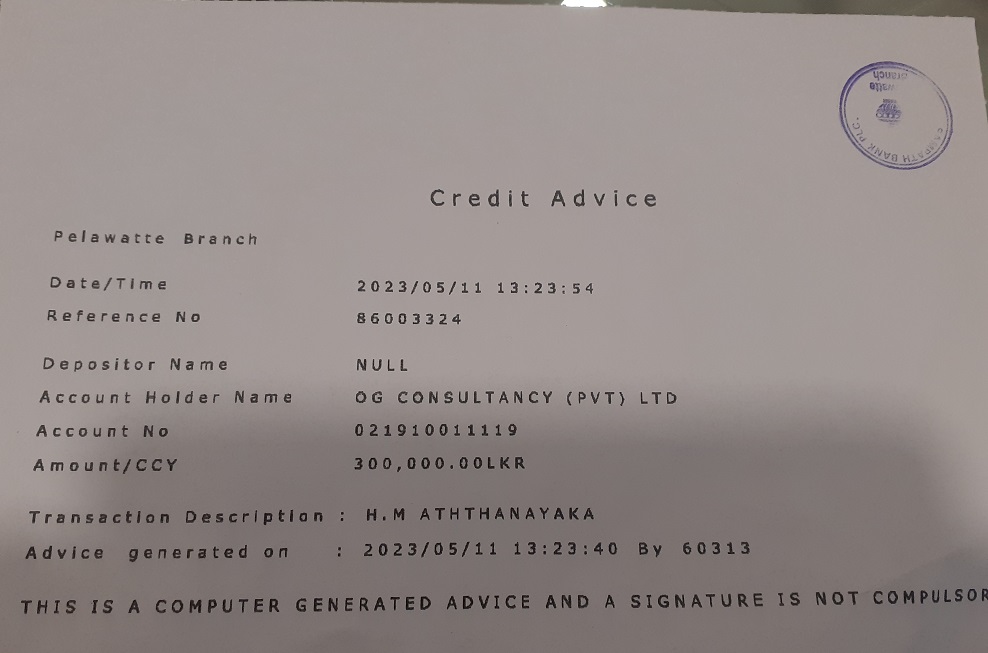 SAMPATH BANK PLC.
Branch
Credit Advice
Pelawatte Branch
Date/Time 2023/05/11 13:23:54
Reference No 86003324
Depositor Name NULL
Account Holder Name OG CONSULTANCY (PVT) LTD
Account No 021910011119
Amount/CCY 300,000.00LKR
Transaction Description : H.M ATHTHANAYAKA
Advice generated on : 2023/05/11 13:23:40 By 60313
THIS IS A COMPUTER GENERATED ADVICE AND A SIGNATURE IS NOT COMPULSOR